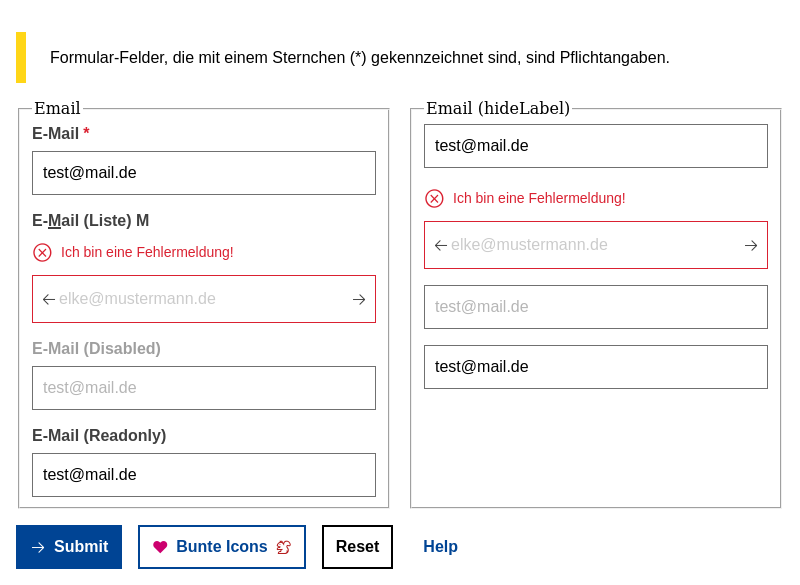 Formular-Felder, die mit einem Sternchen (*) gekennzeichnet sind, sind Pflichtangaben.
Email
E-Mail *
test@mail.de
E-Mail (Liste) M
Ich bin eine Fehlermeldung!
elke@mustermann.de
E-Mail (Disabled)
test@mail.de
E-Mail (Readonly)
test@mail.de
Email (hideLabel)
test@mail.de
Ich bin eine Fehlermeldung!
elke@mustermann.de
test@mail.de
test@mail.de
Submit
Bunte Icons
Reset
Help